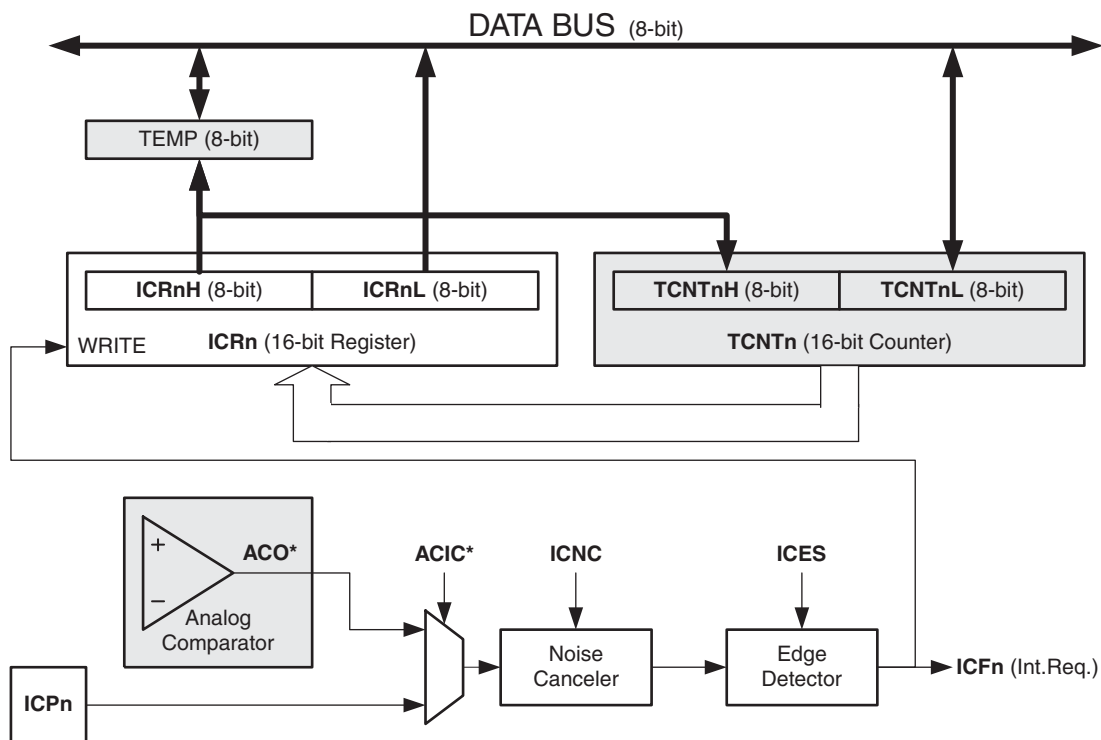 DATA BUS (8-bit)
TEMP (8-bit)
ICRnH (8-bit)
ICRnL (8-bit)
TCNTnH (8-bit)
TCNTnL (8-bit)
WRITE
ICRn (16-bit Register)
TCNTn (16-bit Counter)
+
−
ACO*
Analog
Comparator
ACIC*
ICNC
ICES
Noise
Canceler
Edge
Detector
ICFn (Int.Req.)
ICPn